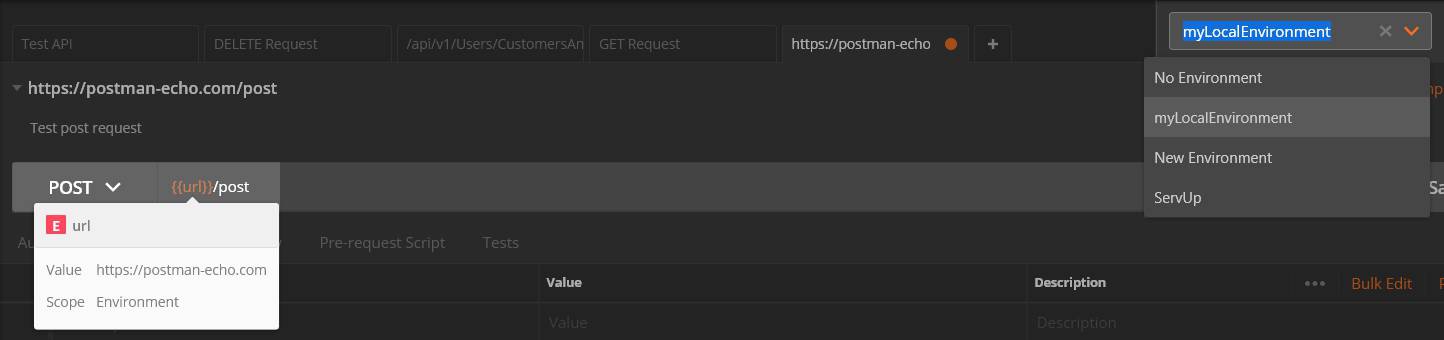 Test API
DELETE Request
/api/v1/Users/CustomersAn
GET Request
https://postman-echo
+
myLocalEnvironment
No Environment
myLocalEnvironment
New Environment
ServUp
https://postman-echo.com/post
Test post request
POST
{{url}}/post
Sa
E url
Value https://postman-echo.com
Scope Environment
Au
Pre-request Script
Tests
Value
Description
Bulk Edit
Value
Description